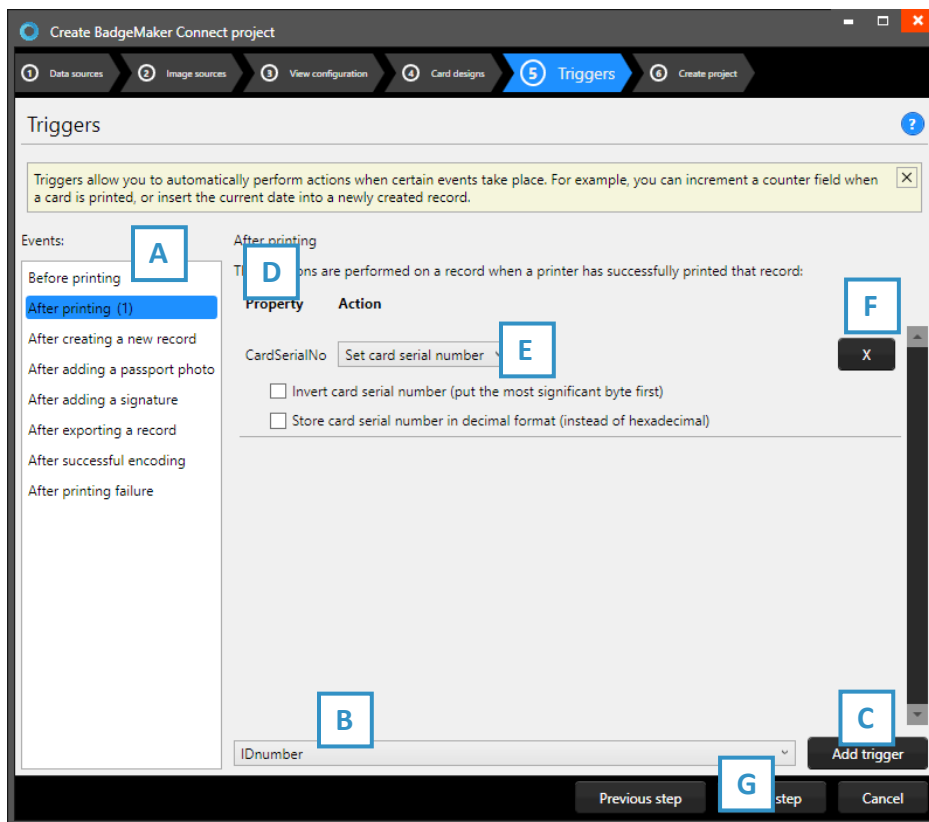 Create BadgeMaker Connect project
1 Data sources 2 Image sources 3 View configuration 4 Card designs 5 Triggers 6 Create project
Triggers
?
Triggers allow you to automatically perform actions when certain events take place. For example, you can increment a counter field when
a card is printed, or insert the current date into a newly created record.
Events:
A
Before printing
After printing (1)
After creating a new record
After adding a passport photo
After adding a signature
After exporting a record
After successful encoding
After printing failure
After printing
D
are performed on a record when a printer has successfully printed that record:
Property Action
F
CardSerialNo Set card serial number E X
Invert card serial number (put the most significant byte first)
Store card serial number in decimal format (instead of hexadecimal)
B C
IDnumber Add trigger
Previous step G step Cancel